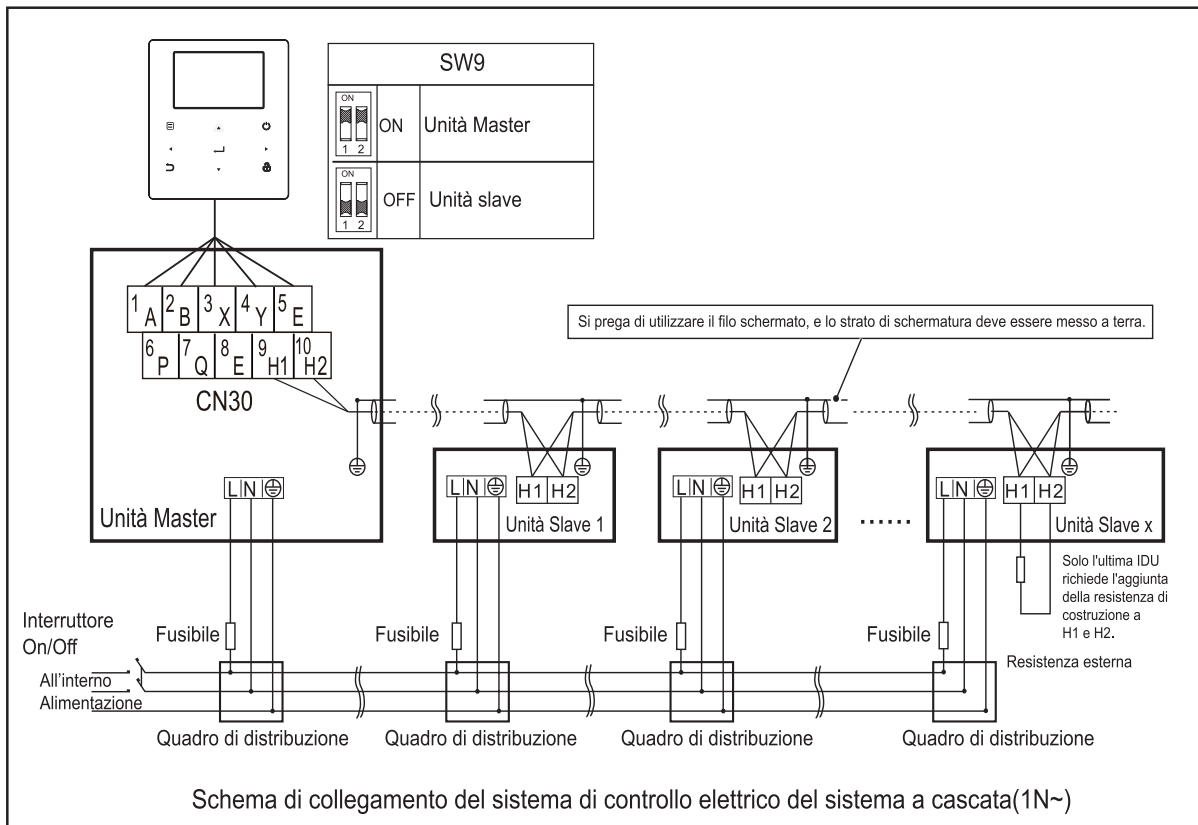 SW9
ON
1 2
ON
Unità Master
ON
1 2
OFF
Unità slave
1 A
2 B
3 X
4 Y
5 E
6 P
7 Q
8 E
9 H1
10 H2
CN30
Si prega di utilizzare il filo schermato, e lo strato di schermatura deve essere messo a terra.
L N
Unità Master
L N
H1 H2
Unità Slave 1
L N
H1 H2
Unità Slave 2
......
L N
H1 H2
Unità Slave x
Solo l'ultima IDU
richiede l'aggiunta
della resistenza di
costruzione a
H1 e H2.
Resistenza esterna
Interruttore
On/Off
All'interno
Alimentazione
Fusibile
Fusibile
Fusibile
Fusibile
Quadro di distribuzione
Quadro di distribuzione
Quadro di distribuzione
Quadro di distribuzione
Schema di collegamento del sistema di controllo elettrico del sistema a cascata(1N~)